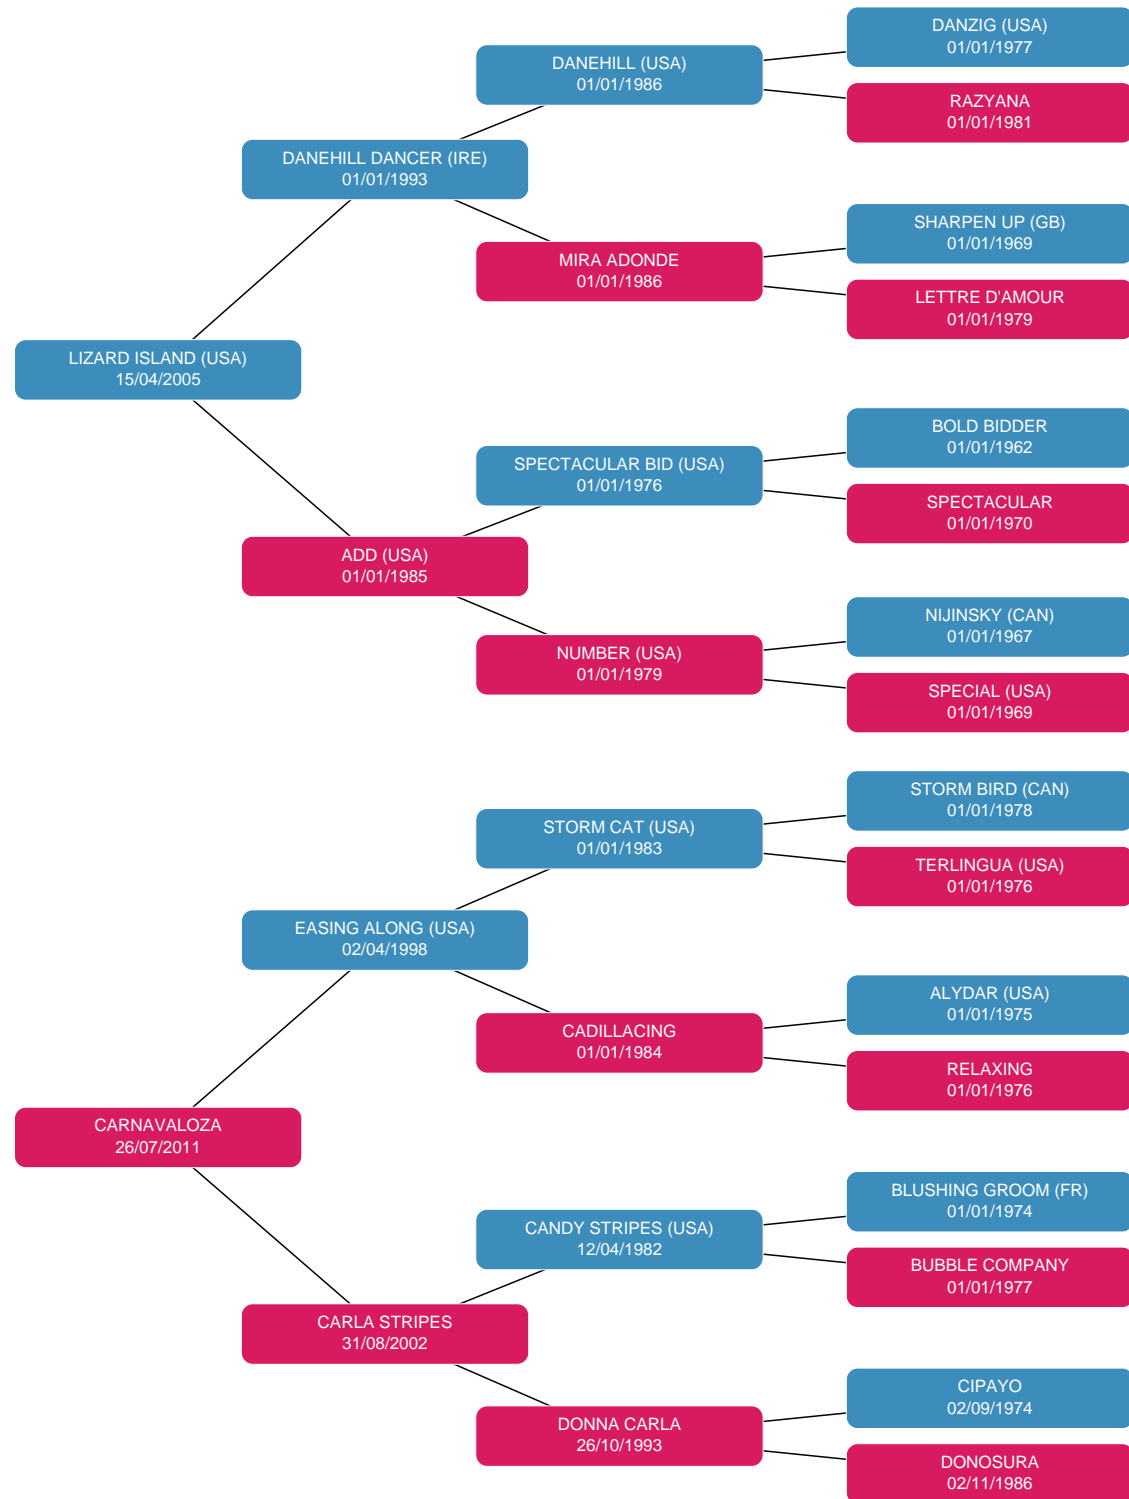 DANZIG (USA)
01/01/1977
DANEHILL (USA)
01/01/1986
RAZYANA
01/01/1981
DANEHILL DANCER (IRE)
01/01/1993
SHARPEN UP (GB)
01/01/1969
MIRA ADONDE
01/01/1986
LETTRE D'AMOUR
01/01/1979
LIZARD ISLAND (USA)
15/04/2005
BOLD BIDDER
01/01/1962
SPECTACULAR BID (USA)
01/01/1976
SPECTACULAR
01/01/1970
ADD (USA)
01/01/1985
NIJINSKY (CAN)
01/01/1967
NUMBER (USA)
01/01/1979
SPECIAL (USA)
01/01/1969
STORM BIRD (CAN)
01/01/1978
STORM CAT (USA)
01/01/1983
TERLINGUA (USA)
01/01/1976
EASING ALONG (USA)
02/04/1998
ALYDAR (USA)
01/01/1975
CADILLACING
01/01/1984
RELAXING
01/01/1976
CARNAVALOZA
26/07/2011
BLUSHING GROOM (FR)
01/01/1974
CANDY STRIPES (USA)
12/04/1982
BUBBLE COMPANY
01/01/1977
CARLA STRIPES
31/08/2002
CIPAYO
02/09/1974
DONNA CARLA
26/10/1993
DONOSURA
02/11/1986